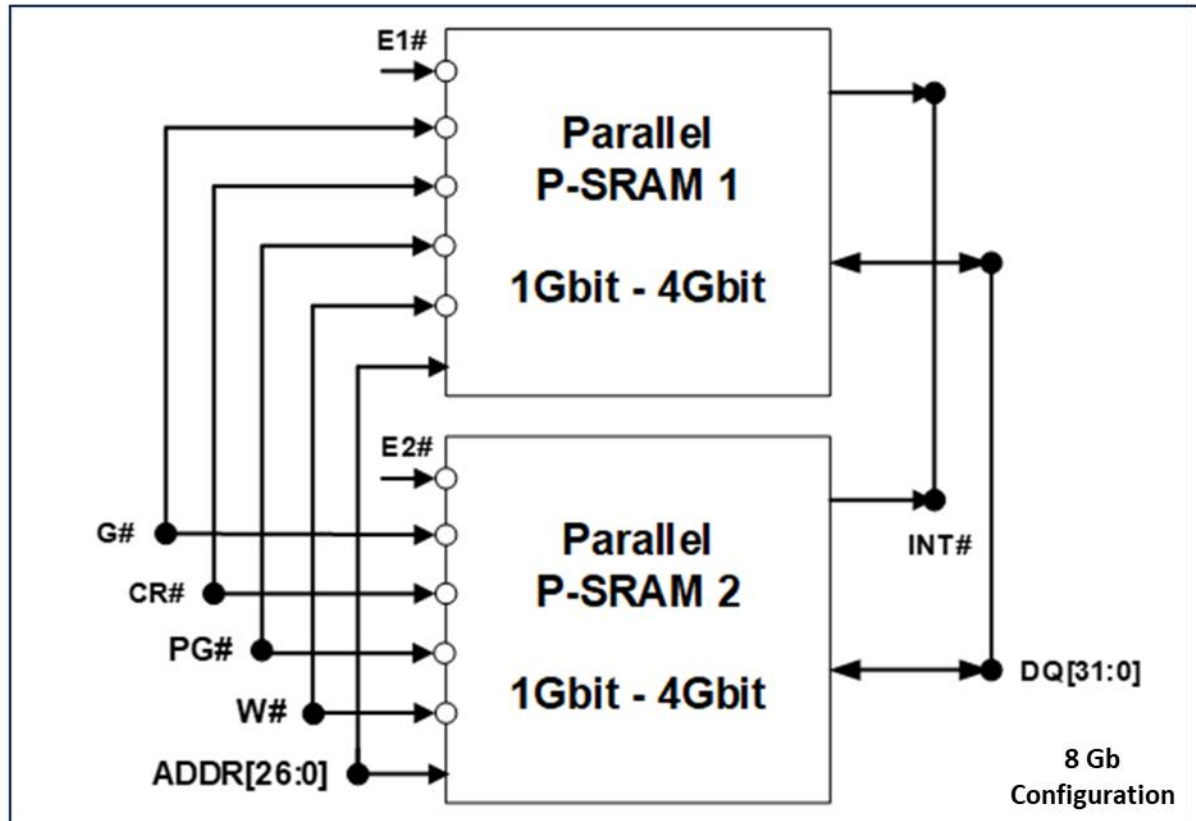 E1#
Parallel
P-SRAM 1
1Gbit - 4Gbit
E2#
Parallel
P-SRAM 2
1Gbit - 4Gbit
G#
CR#
PG#
W#
ADDR[26:0]
INT#
DQ[31:0]
8 Gb
Configuration